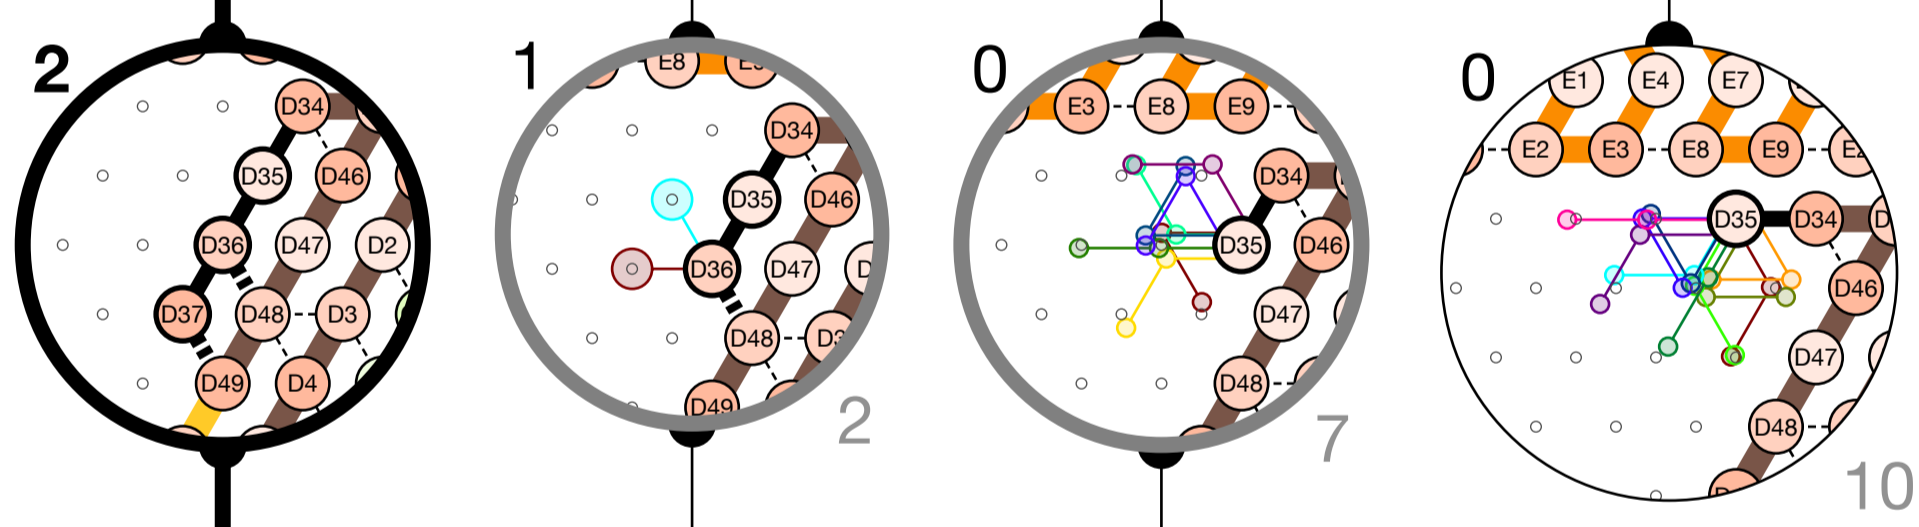 2
D34
D35 D46
D36 D47 D2
D37 D48 D3
D49 D4
1
E8
D34
D35 D46
D36 D47
D48
D49
2
0
E3 E8 E9
D34
D35 D46
D47
D48
7
0
E1 E4 E7
E2 E3 E8 E9
D35 D34
D46
D47
D48
10